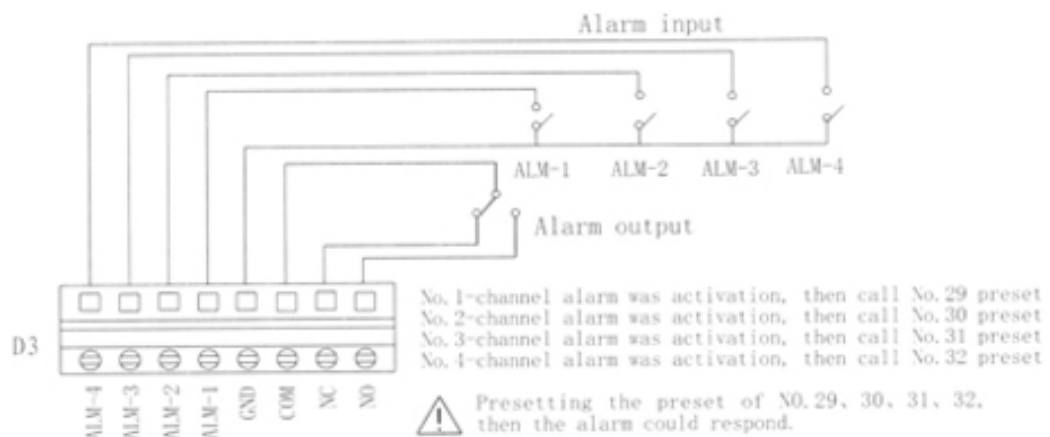 Alarm input
ALM-1 ALM-2 ALM-3 ALM-4
Alarm output
No.1-channel alarm was activation, then call No.29 preset
No.2-channel alarm was activation, then call No.30 preset
No.3-channel alarm was activation, then call No.31 preset
No.4-channel alarm was activation, then call No.32 preset
D3
ALM-4 ALM-3 ALM-2 ALM-1 GND COM NC NO
! Presetting the preset of NO.29、30、31、32,
then the alarm could respond.